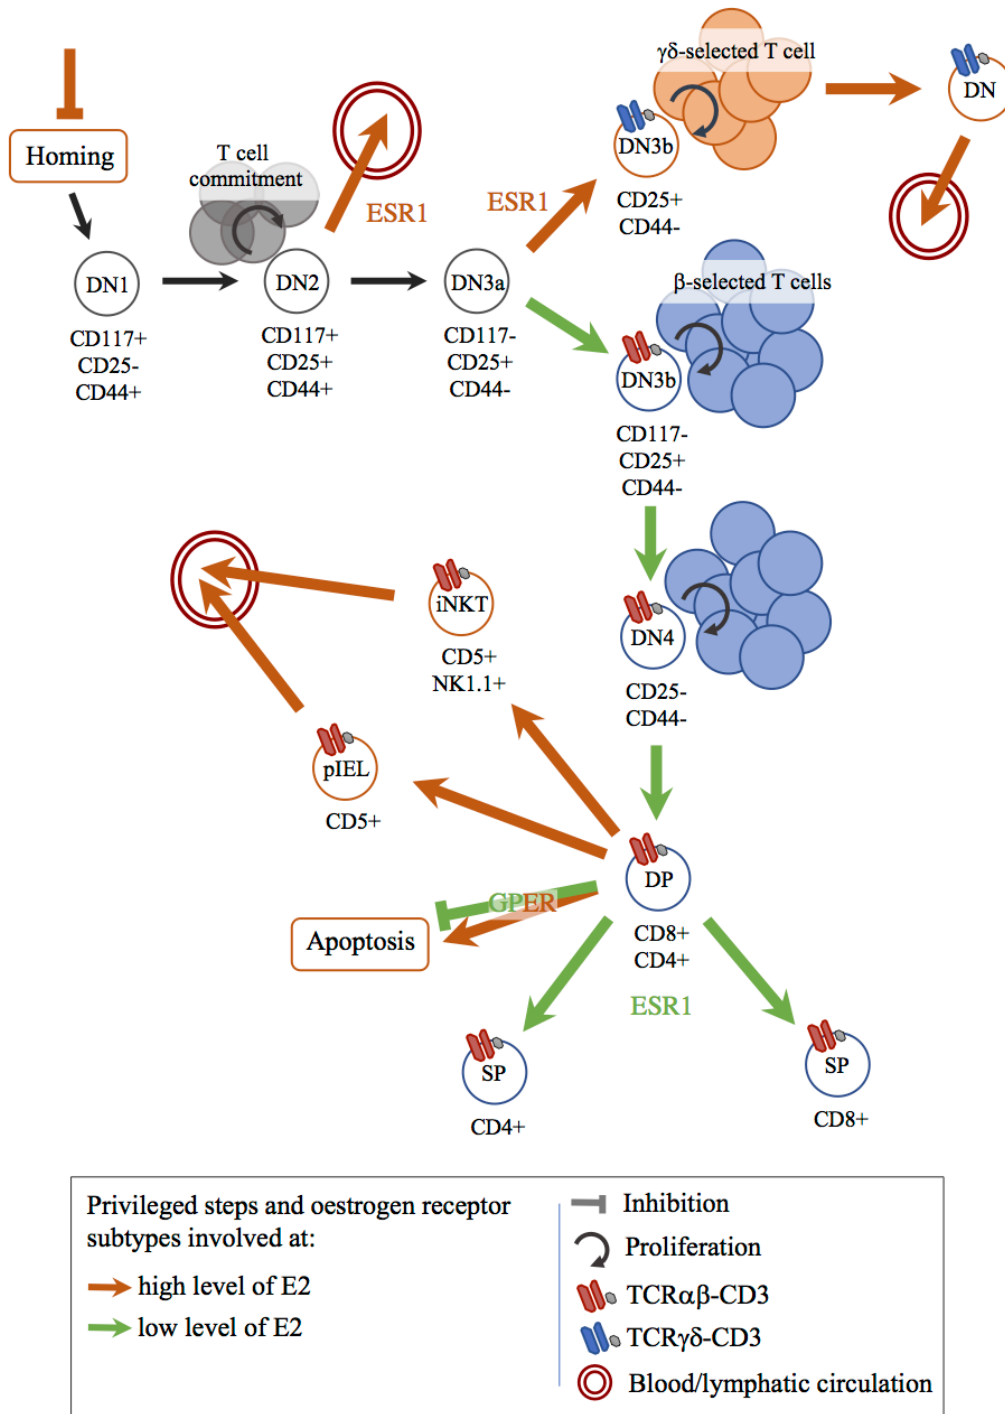 γδ-selected T cell
DN
Homing
T cell
commitment
DN3b
ESR1
ESR1
CD25+
CD44-
DN1
DN2
DN3a
β-selected T cells
CD117+
CD25-
CD44+
CD117+
CD25+
CD44+
CD117-
CD25+
CD44-
DN3b
CD117-
CD25+
CD44-
iNKT
CD5+
NK1.1+
DN4
CD25-
CD44-
pIEL
CD5+
DP
CD8+
CD4+
GPER
Apoptosis
ESR1
SP
CD4+
SP
CD8+
Privileged steps and oestrogen receptor
subtypes involved at:
high level of E2
low level of E2
Inhibition
Proliferation
TCRαβ-CD3
TCRγδ-CD3
Blood/lymphatic circulation